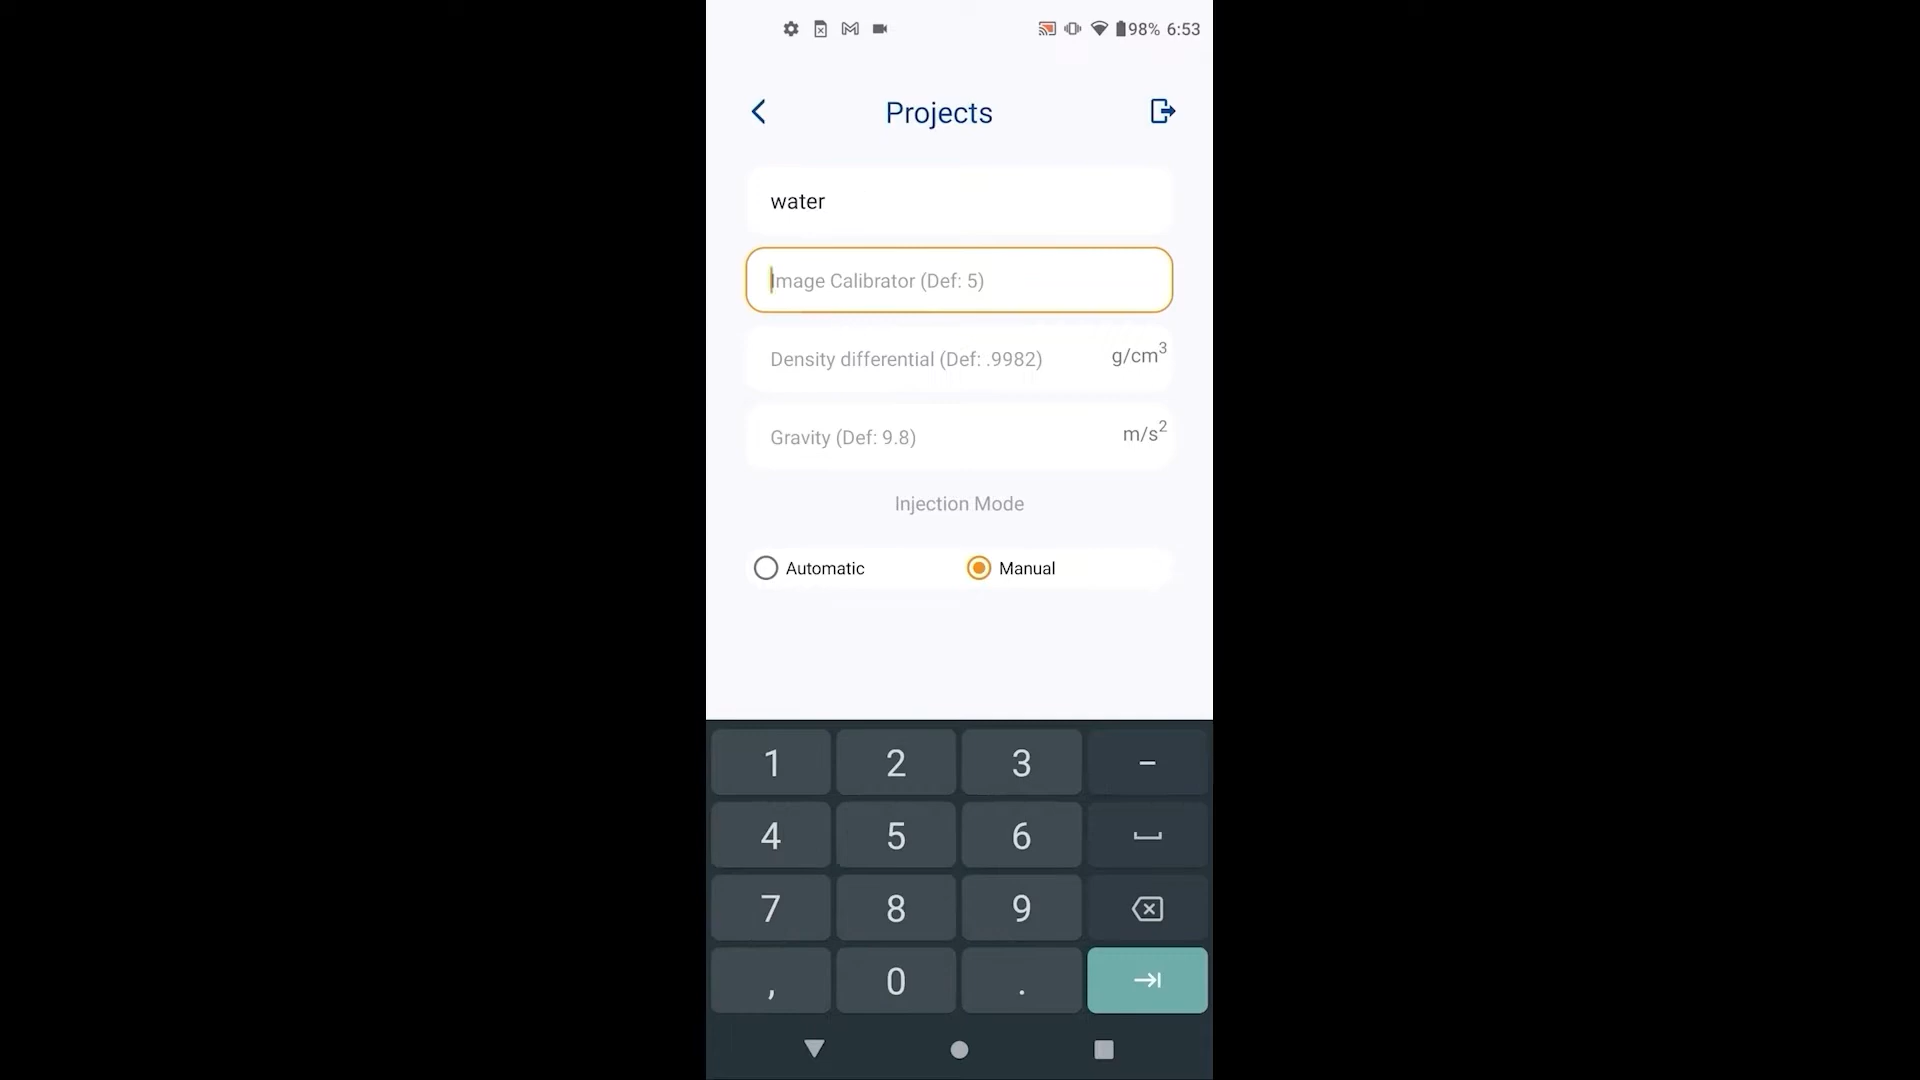 98% 6:53
Projects
water
Image Calibrator (Def: 5)
Density differential (Def: .9982) g/cm³
Gravity (Def: 9.8) m/s²
Injection Mode
Automatic Manual
1 2 3 –
4 5 6
7 8 9
, 0 .